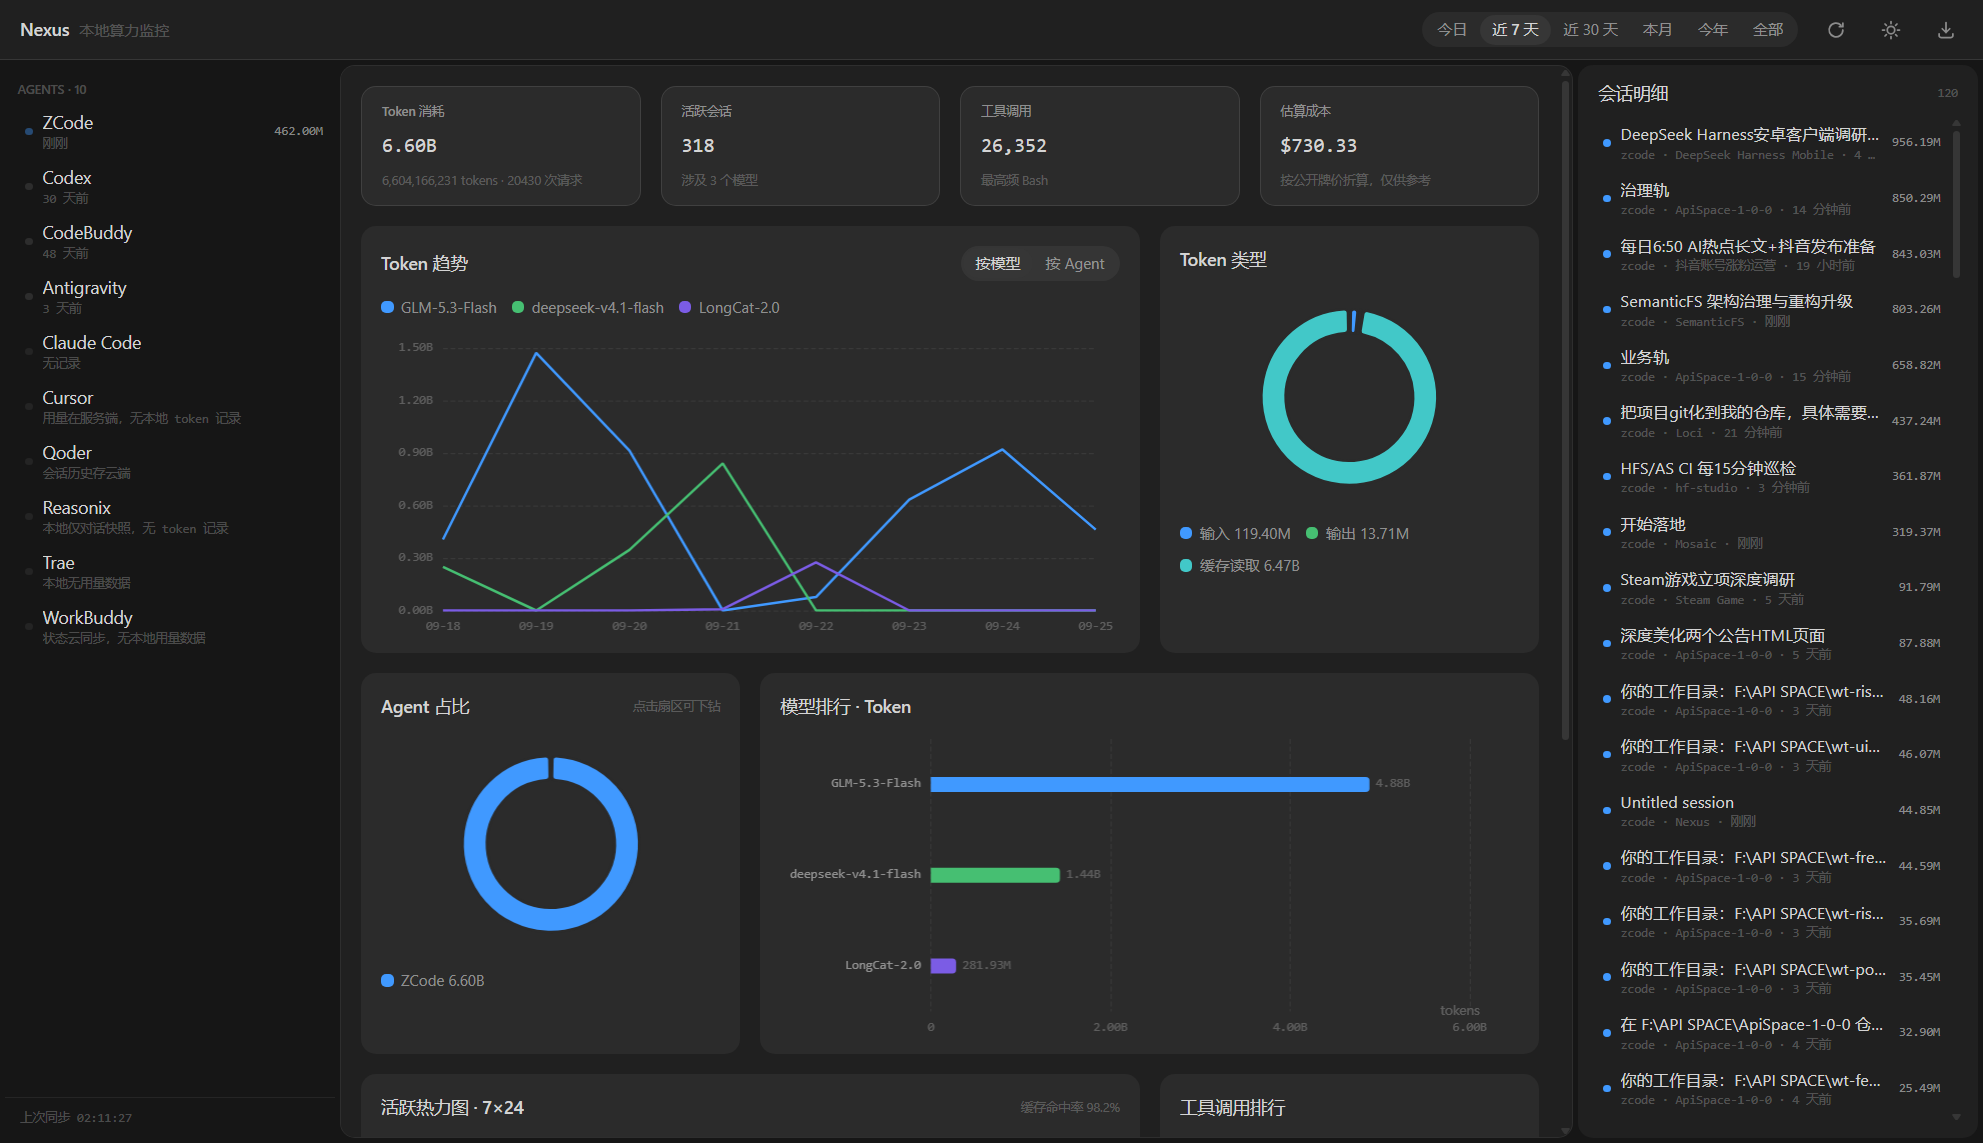 Nexus 本地算力监控
今日 近 7 天 近 30 天 本月 今年 全部
AGENTS · 10
ZCode
刚刚
462.00M
Codex
30 天前
CodeBuddy
48 天前
Antigravity
3 天前
Claude Code
无记录
Cursor
用量在服务端，无本地 token 记录
Qoder
会话历史存云端
Reasonix
本地仅对话快照，无 token 记录
Trae
本地无用量数据
WorkBuddy
状态云同步，无本地用量数据
上次同步 02:11:27
Token 消耗
6.60B
6,604,166,231 tokens · 20430 次请求
活跃会话
318
涉及 3 个模型
工具调用
26,352
最高频 Bash
估算成本
$730.33
按公开牌价折算，仅供参考
Token 趋势
按模型 按 Agent
GLM-5.3-Flash deepseek-v4.1-flash LongCat-2.0
1.50B
1.20B
0.90B
0.60B
0.30B
0.00B
09-18 09-19 09-20 09-21 09-22 09-23 09-24 09-25
Token 类型
输入 119.40M 输出 13.71M
缓存读取 6.47B
Agent 占比
点击扇区可下钻
ZCode 6.60B
模型排行 · Token
GLM-5.3-Flash 4.88B
deepseek-v4.1-flash 1.44B
LongCat-2.0 281.93M
tokens
0 2.00B 4.00B 6.00B
活跃热力图 · 7×24
缓存命中率 98.2%
工具调用排行
会话明细
120
DeepSeek Harness安卓客户端调研...
zcode · DeepSeek Harness Mobile · 4 …
956.19M
治理轨
zcode · ApiSpace-1-0-0 · 14 分钟前
850.29M
每日6:50 AI热点长文+抖音发布准备
zcode · 抖音账号涨粉运营 · 19 小时前
843.03M
SemanticFS 架构治理与重构升级
zcode · SemanticFS · 刚刚
803.26M
业务轨
zcode · ApiSpace-1-0-0 · 15 分钟前
658.82M
把项目git化到我的仓库，具体需要...
zcode · Loci · 21 分钟前
437.24M
HFS/AS CI 每15分钟巡检
zcode · hf-studio · 3 分钟前
361.87M
开始落地
zcode · Mosaic · 刚刚
319.37M
Steam游戏立项深度调研
zcode · Steam Game · 5 天前
91.79M
深度美化两个公告HTML页面
zcode · ApiSpace-1-0-0 · 5 天前
87.88M
你的工作目录：F:\API SPACE\wt-ris...
zcode · ApiSpace-1-0-0 · 3 天前
48.16M
你的工作目录：F:\API SPACE\wt-ui...
zcode · ApiSpace-1-0-0 · 3 天前
46.07M
Untitled session
zcode · Nexus · 刚刚
44.85M
你的工作目录：F:\API SPACE\wt-fre...
zcode · ApiSpace-1-0-0 · 3 天前
44.59M
你的工作目录：F:\API SPACE\wt-ris...
zcode · ApiSpace-1-0-0 · 3 天前
35.69M
你的工作目录：F:\API SPACE\wt-po...
zcode · ApiSpace-1-0-0 · 3 天前
35.45M
在 F:\API SPACE\ApiSpace-1-0-0 仓...
zcode · ApiSpace-1-0-0 · 4 天前
32.90M
你的工作目录：F:\API SPACE\wt-fe...
zcode · ApiSpace-1-0-0 · 4 天前
25.49M